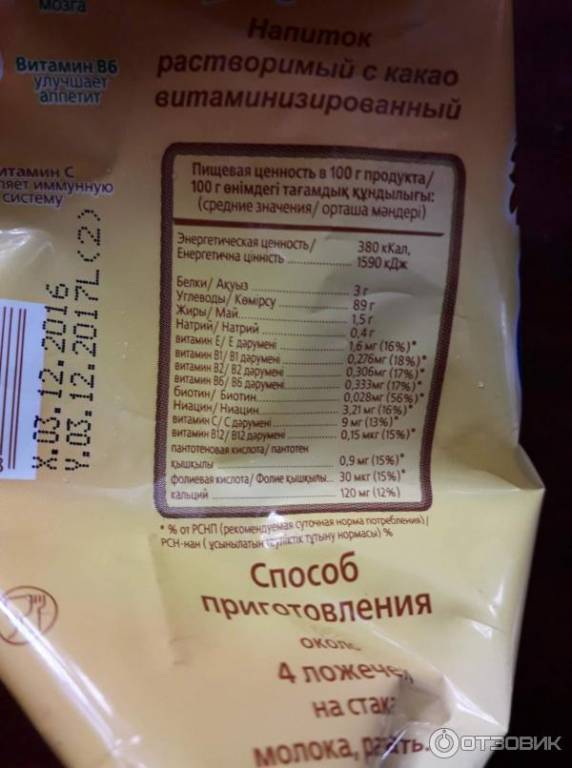 мозга
Витамин В6
улучшает
аппетит
итамин С
ляет иммунную
систему
X.03.12.2016
Y.03.12.2017L(2)
Напиток
растворимый с какао
витаминизированный
Пищевая ценность в 100 г продукта/
100 г өнімдегі тағамдық құндылығы:
(средние значения/ орташа мәндері)
Энергетическая ценность/ 380 кКал,
Енергетична цінність 1590 кДж
Белки/ Ақуыз 3 г
Углеводы/ Көмірсу 89 г
Жиры/ Май 1,5 г
Натрий/ Натрий 0,4 г
витамин Е/ Е дәрумені 1,6 мг (16%)*
витамин В1/ В1 дәрумені 0,276мг (18%)*
витамин В2/ В2 дәрумені 0,306мг (17%)*
витамин В6/ В6 дәрумені 0,333мг (17%)*
биотин/ Биотин 0,028мг (56%)*
Ниацин/ Ниацин 3,21 мг (16%)*
витамин С/ С дәрумені 9 мг (13%)*
витамин В12/ В12 дәрумені 0,15 мкг (15%)*
пантотеновая кислота/ пантотен
қышқылы 0,9 мг (15%)*
фолиевая кислота/ Фолие қышқылы 30 мкг (15%)*
кальций 120 мг (12%)
* % от РСНП (рекомендуемая суточная норма потребления) |
РСН-нан ( ұсынылатын тәуліктік тұтыну нормасы) %
Способ
приготовления
около
4 ложечек
на стак
молока,
ОТЗОВИК